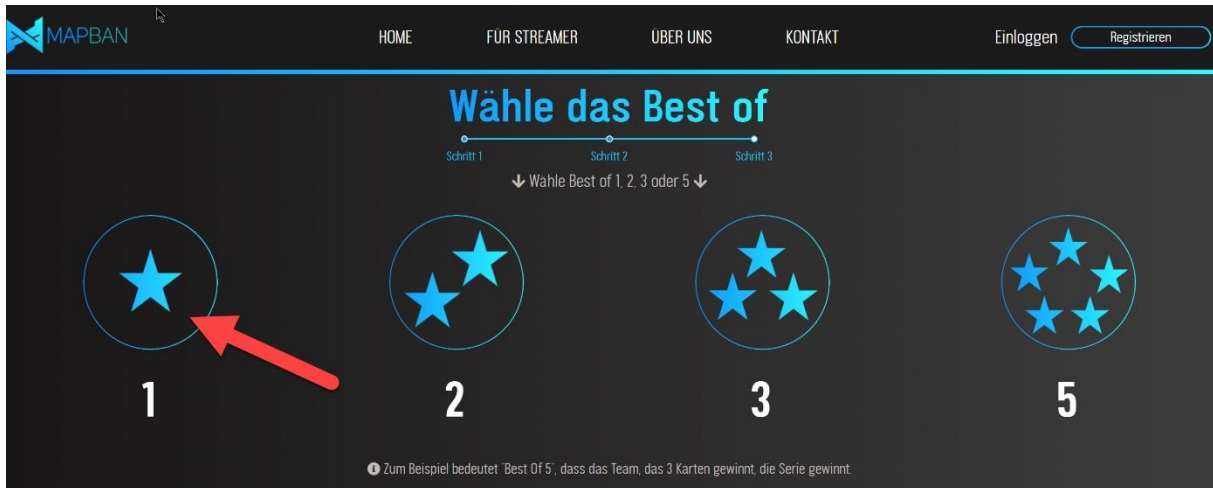 MAPBAN HOME FÜR STREAMER ÜBER UNS KONTAKT Einloggen Registrieren
Wähle das Best of
Schritt 1 Schritt 2 Schritt 3
Wahle Best of 1, 2, 3 oder 5
1 2 3 5
Zum Beispiel bedeutet "Best Of 5", dass das Team, das 3 Karten gewinnt, die Serie gewinnt.